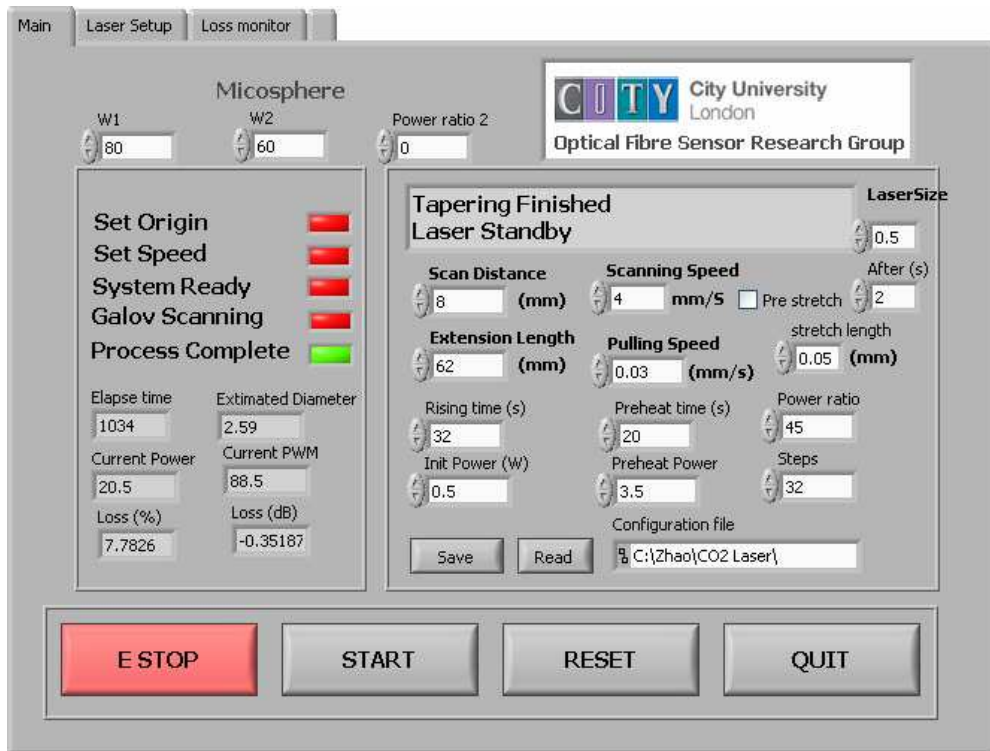 Main Laser Setup Loss monitor
Micosphere
W1 W2 Power ratio 2
80 60 0
CITY City University
London
Optical Fibre Sensor Research Group
Set Origin
Set Speed
System Ready
Galov Scanning
Process Complete
Elapse time Extimated Diameter
1034 2.59
Current Power Current PWM
20.5 88.5
Loss (%) Loss (dB)
7.7826 -0.35187
Tapering Finished
Laser Standby
LaserSize
0.5
Scan Distance Scanning Speed After (s)
8 (mm) 4 mm/S Pre stretch 2
Extension Length Pulling Speed stretch length
62 (mm) 0.03 (mm/s) 0.05 (mm)
Rising time (s) Preheat time (s) Power ratio
32 20 45
Init Power (W) Preheat Power Steps
0.5 3.5 32
Configuration file
Save Read C:\Zhao\CO2 Laser\
E STOP START RESET QUIT